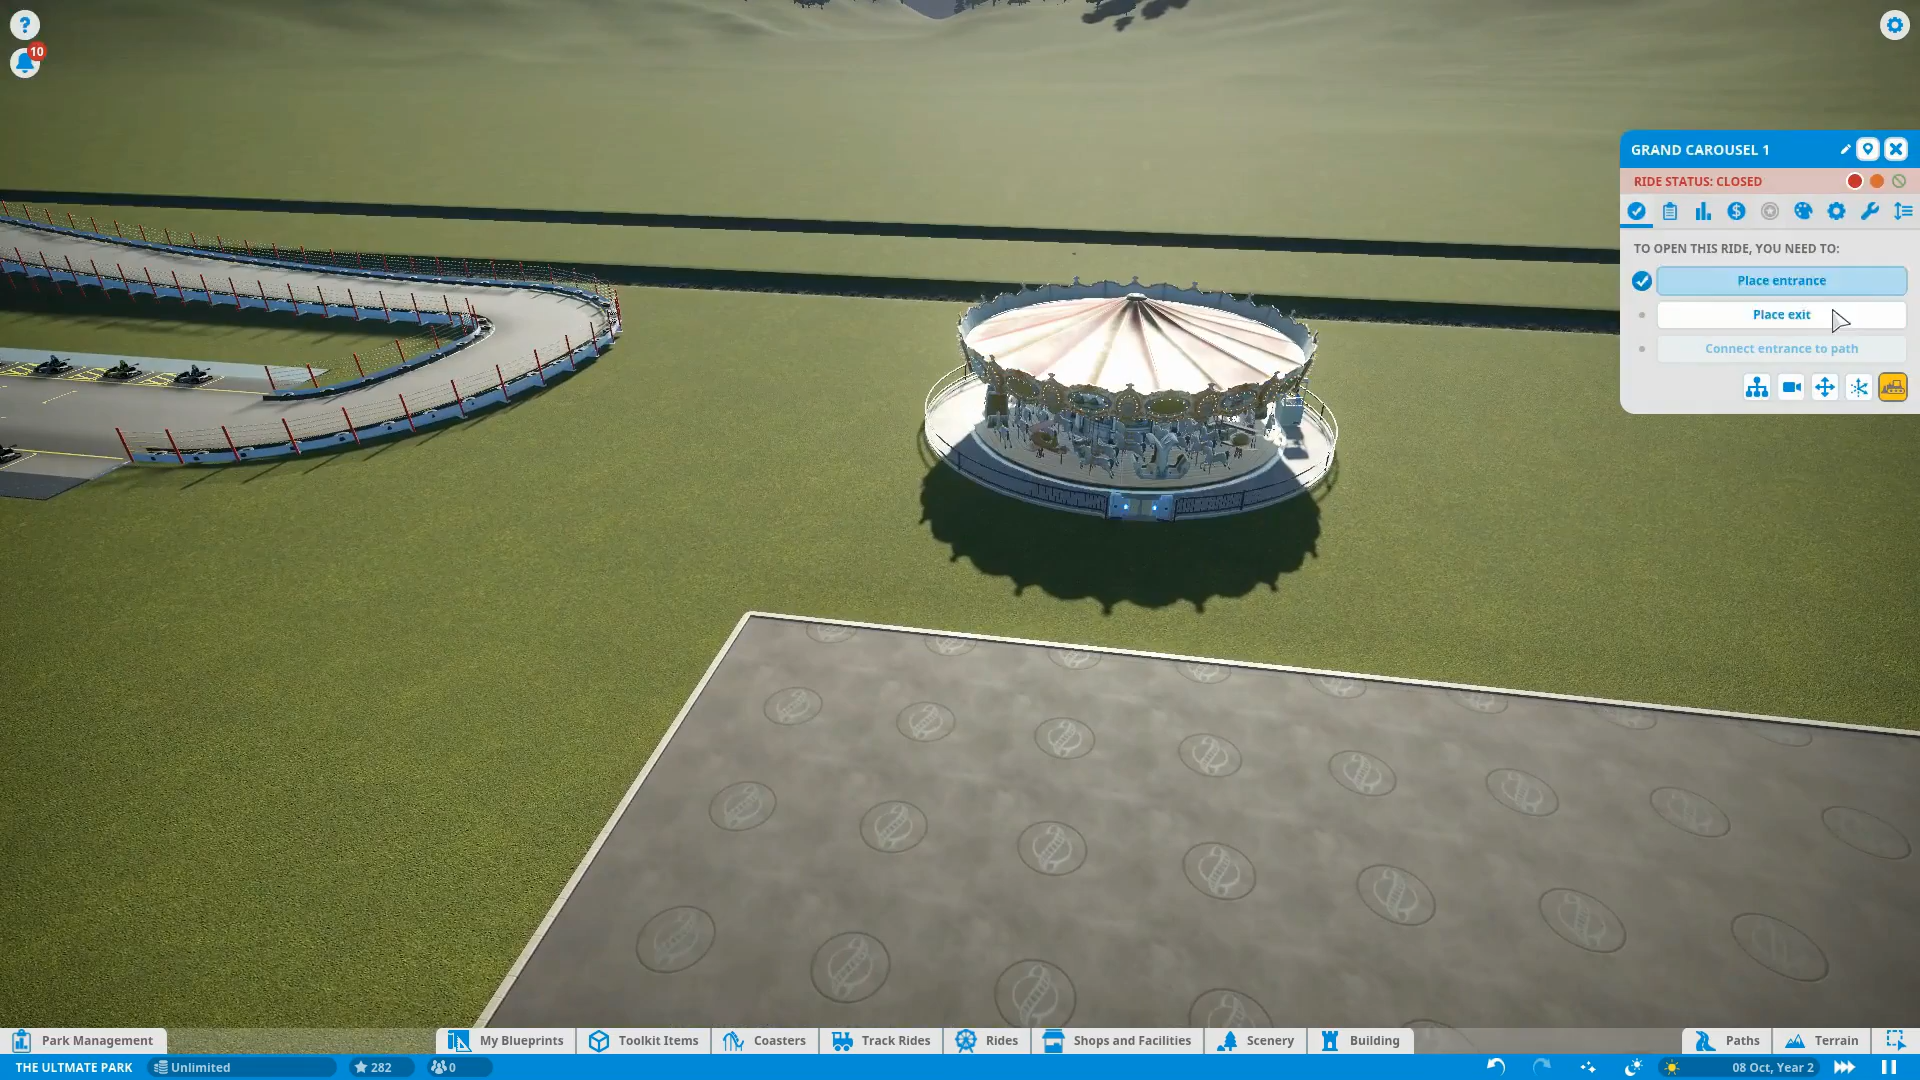 ?
10
GRAND CAROUSEL 1
RIDE STATUS: CLOSED
TO OPEN THIS RIDE, YOU NEED TO:
Place entrance
Place exit
Connect entrance to path
Park Management
My Blueprints
Toolkit Items
Coasters
Track Rides
Rides
Shops and Facilities
Scenery
Building
Paths
Terrain
THE ULTMATE PARK
Unlimited
282
0
08 Oct, Year 2